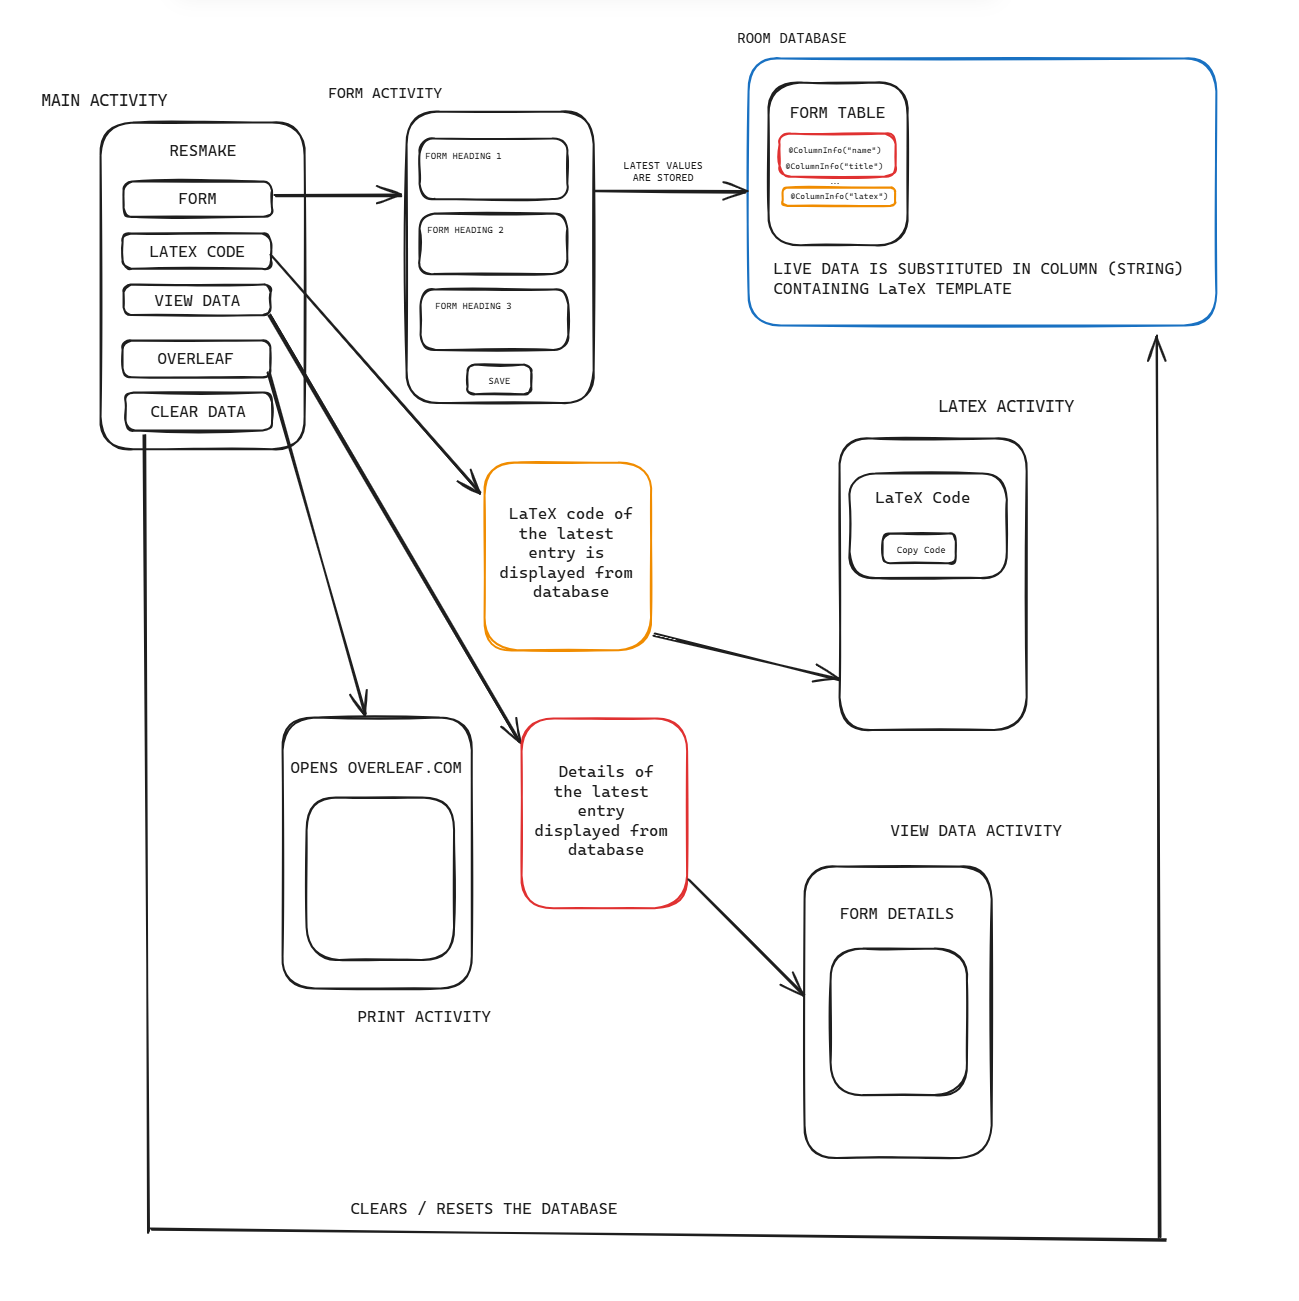 ROOM DATABASE
MAIN ACTIVITY
FORM ACTIVITY
RESMAKE
FORM
LATEX CODE
VIEW DATA
OVERLEAF
CLEAR DATA
FORM HEADING 1
FORM HEADING 2
FORM HEADING 3
SAVE
LATEST VALUES
ARE STORED
FORM TABLE
@ColumnInfo("name")
@ColumnInfo("title")
...
@ColumnInfo("latex")
LIVE DATA IS SUBSTITUTED IN COLUMN (STRING)
CONTAINING LaTeX TEMPLATE
LATEX ACTIVITY
LaTeX Code
Copy Code
LaTeX code of
the latest
entry is
displayed from
database
OPENS OVERLEAF.COM
PRINT ACTIVITY
Details of
the latest
entry
displayed from
database
VIEW DATA ACTIVITY
FORM DETAILS
CLEARS / RESETS THE DATABASE